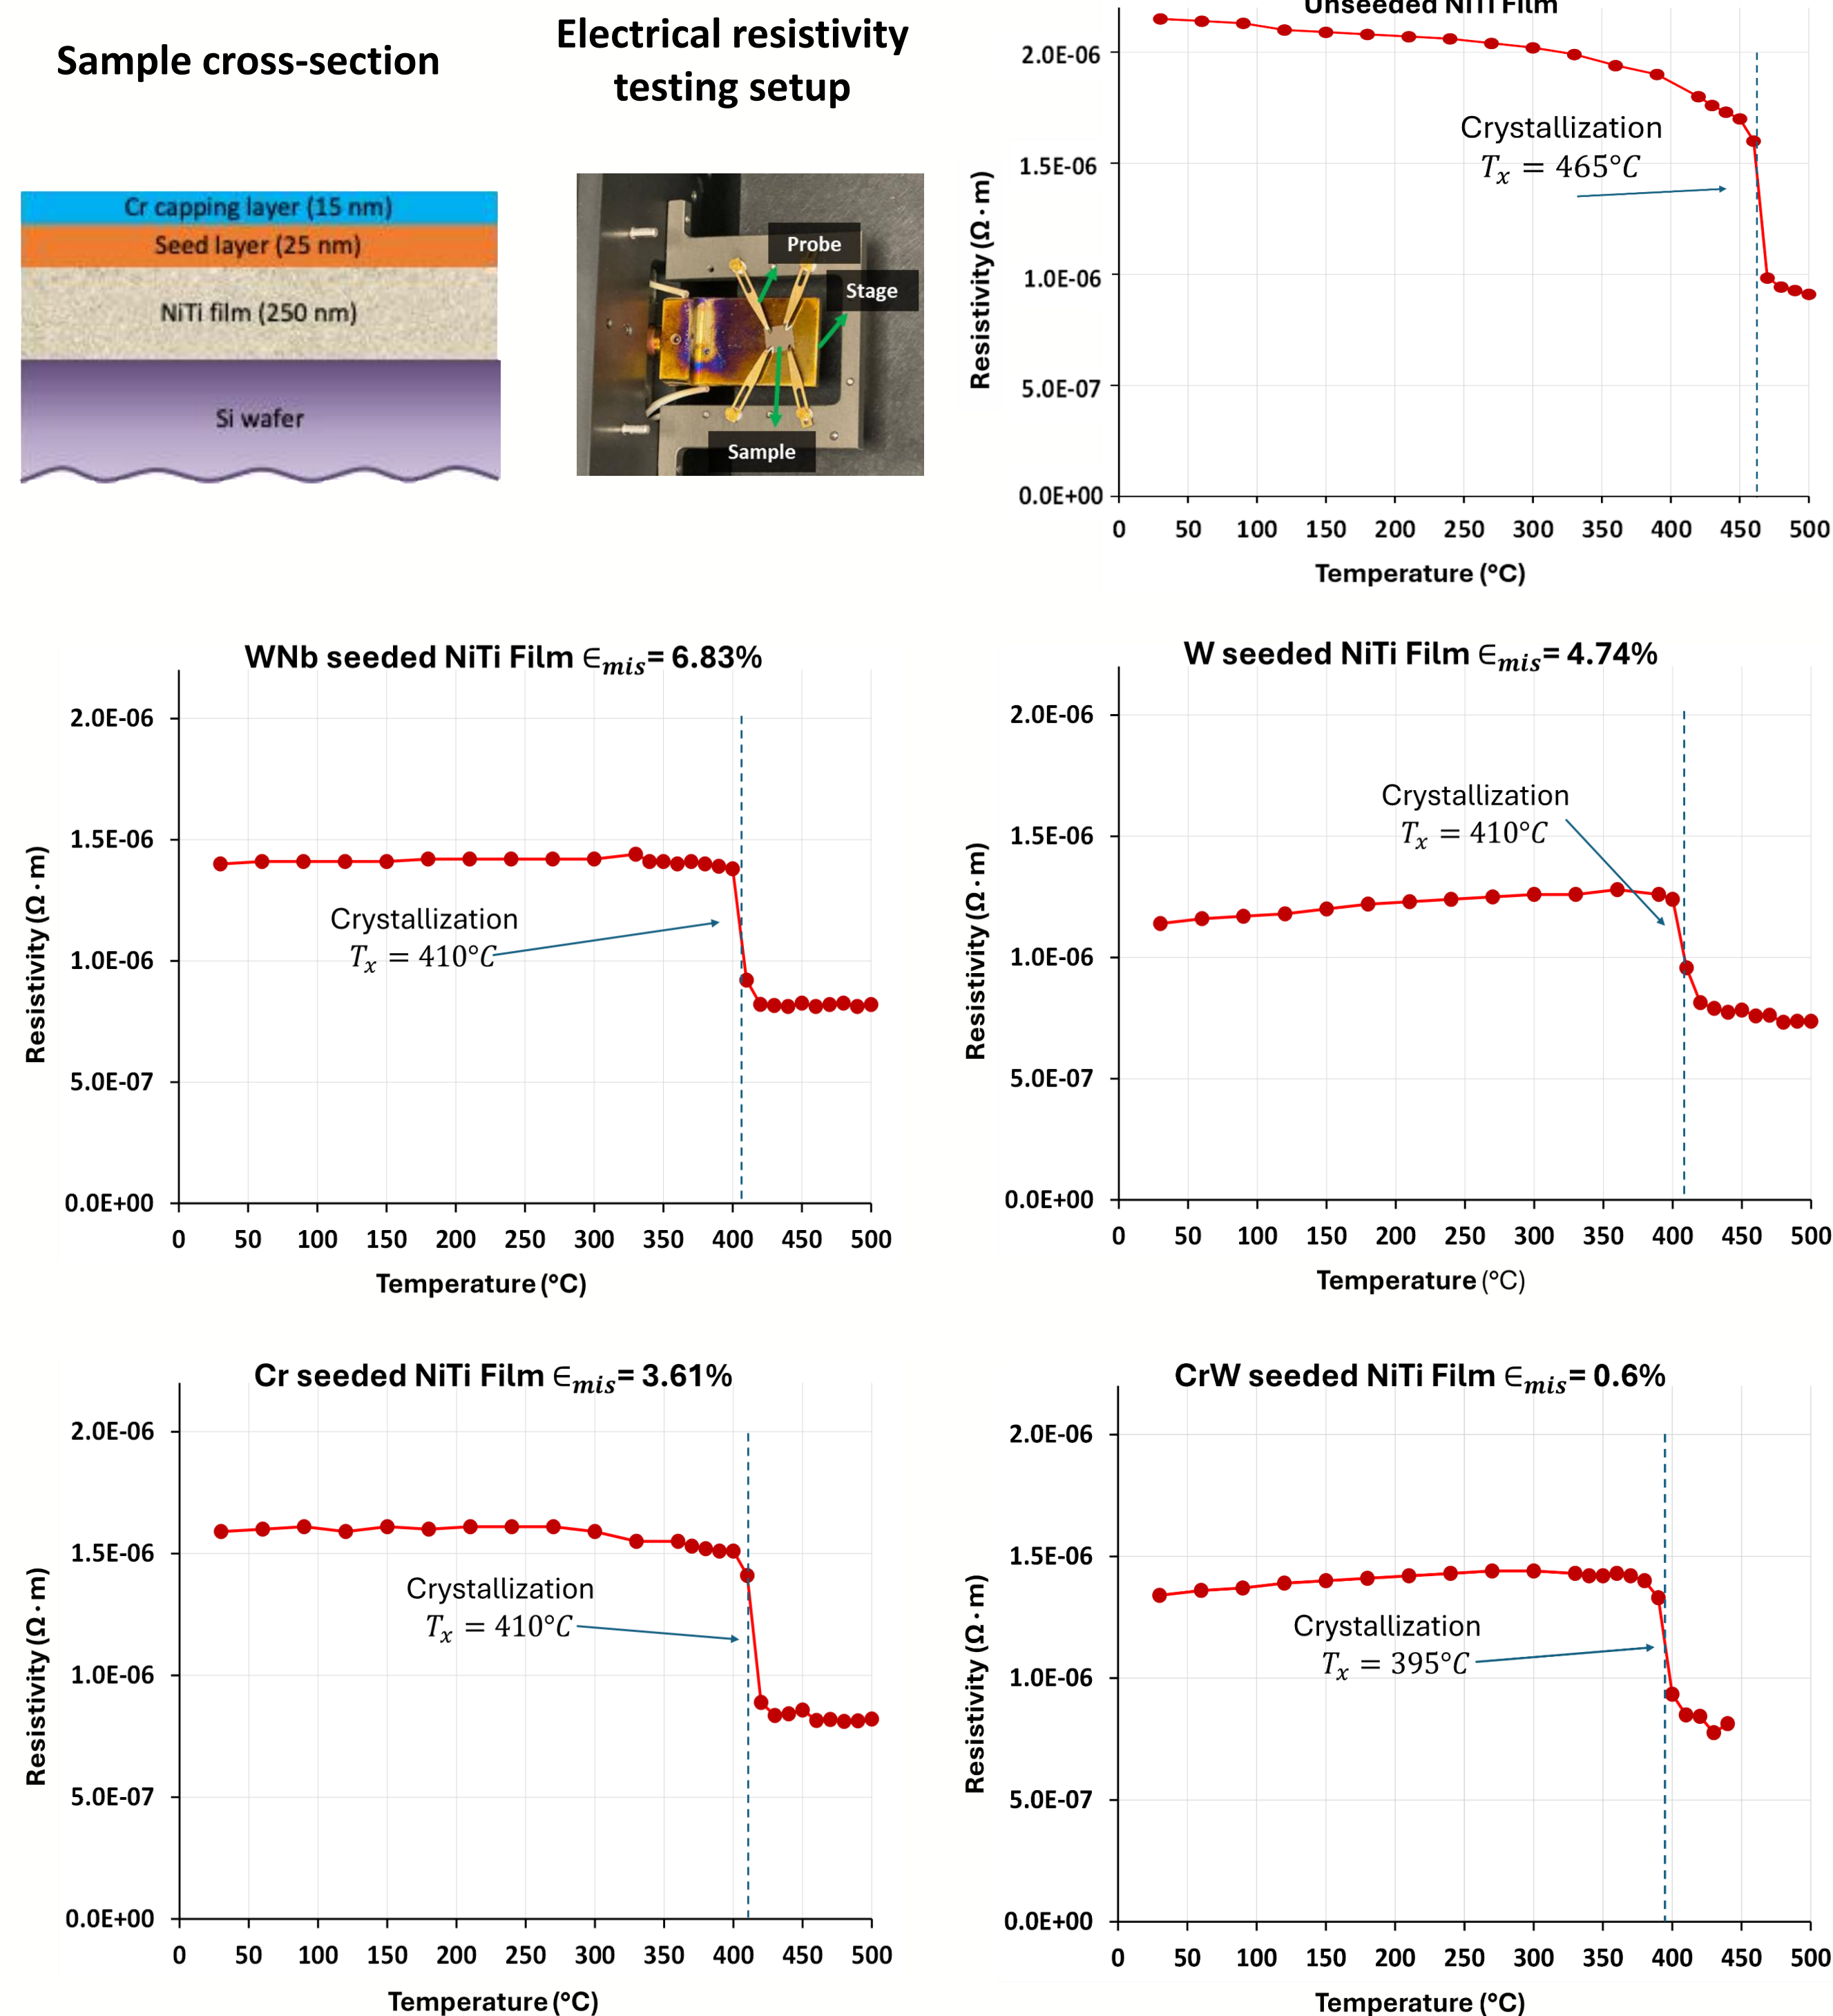 Sample cross-section
Electrical resistivity
testing setup
Cr capping layer (15 nm)
Seed layer (25 nm)
NiTi film (250 nm)
Si wafer
Probe
Stage
Sample
Unseeded NiTi Film
Resistivity (Ω·m)
2.0E-06
1.5E-06
1.0E-06
5.0E-07
0.0E+00
Crystallization
Tₓ = 465°C
0 50 100 150 200 250 300 350 400 450 500
Temperature (°C)
WNb seeded NiTi Film ∈mis= 6.83%
Resistivity (Ω·m)
2.0E-06
1.5E-06
1.0E-06
5.0E-07
0.0E+00
Crystallization
Tₓ = 410°C
0 50 100 150 200 250 300 350 400 450 500
Temperature (°C)
W seeded NiTi Film ∈mis= 4.74%
Resistivity (Ω·m)
2.0E-06
1.5E-06
1.0E-06
5.0E-07
0.0E+00
Crystallization
Tₓ = 410°C
0 50 100 150 200 250 300 350 400 450 500
Temperature (°C)
Cr seeded NiTi Film ∈mis= 3.61%
Resistivity (Ω·m)
2.0E-06
1.5E-06
1.0E-06
5.0E-07
0.0E+00
Crystallization
Tₓ = 410°C
0 50 100 150 200 250 300 350 400 450 500
Temperature (°C)
CrW seeded NiTi Film ∈mis= 0.6%
Resistivity (Ω·m)
2.0E-06
1.5E-06
1.0E-06
5.0E-07
0.0E+00
Crystallization
Tₓ = 395°C
0 50 100 150 200 250 300 350 400 450 500
Temperature (°C)